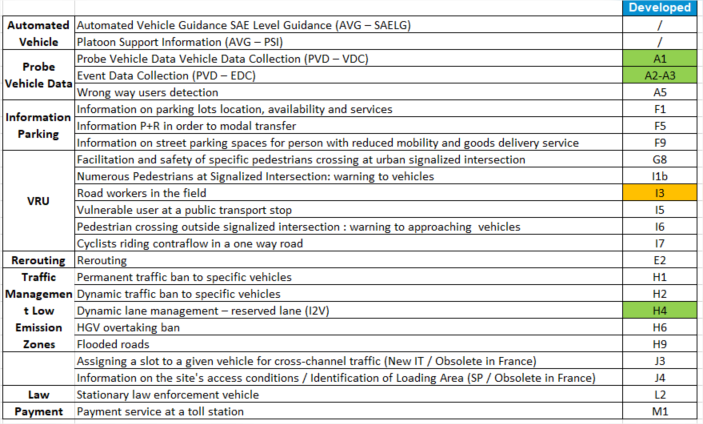 Developed
Automated Vehicle Guidance SAE Level Guidance (AVG – SAELG) /
Automated
Vehicle
Platoon Support Information (AVG – PSI) /
Probe
Vehicle Data
Probe Vehicle Data Vehicle Data Collection (PVD – VDC) A1
Event Data Collection (PVD – EDC) A2-A3
Wrong way users detection A5
Information
Parking
Information on parking lots location, availability and services F1
Information P+R in order to modal transfer F5
Information on street parking spaces for person with reduced mobility and goods delivery service F9
VRU
Facilitation and safety of specific pedestrians crossing at urban signalized intersection G8
Numerous Pedestrians at Signalized Intersection: warning to vehicles I1b
Road workers in the field I3
Vulnerable user at a public transport stop I5
Pedestrian crossing outside signalized intersection : warning to approaching vehicles I6
Cyclists riding contraflow in a one way road I7
Rerouting Rerouting E2
Traffic
Managemen
t Low
Emission
Zones
Permanent traffic ban to specific vehicles H1
Dynamic traffic ban to specific vehicles H2
Dynamic lane management – reserved lane (I2V) H4
HGV overtaking ban H6
Flooded roads H9
Assigning a slot to a given vehicle for cross-channel traffic (New IT / Obsolete in France) J3
Information on the site's access conditions / Identification of Loading Area (SP / Obsolete in France) J4
Law Stationary law enforcement vehicle L2
Payment Payment service at a toll station M1